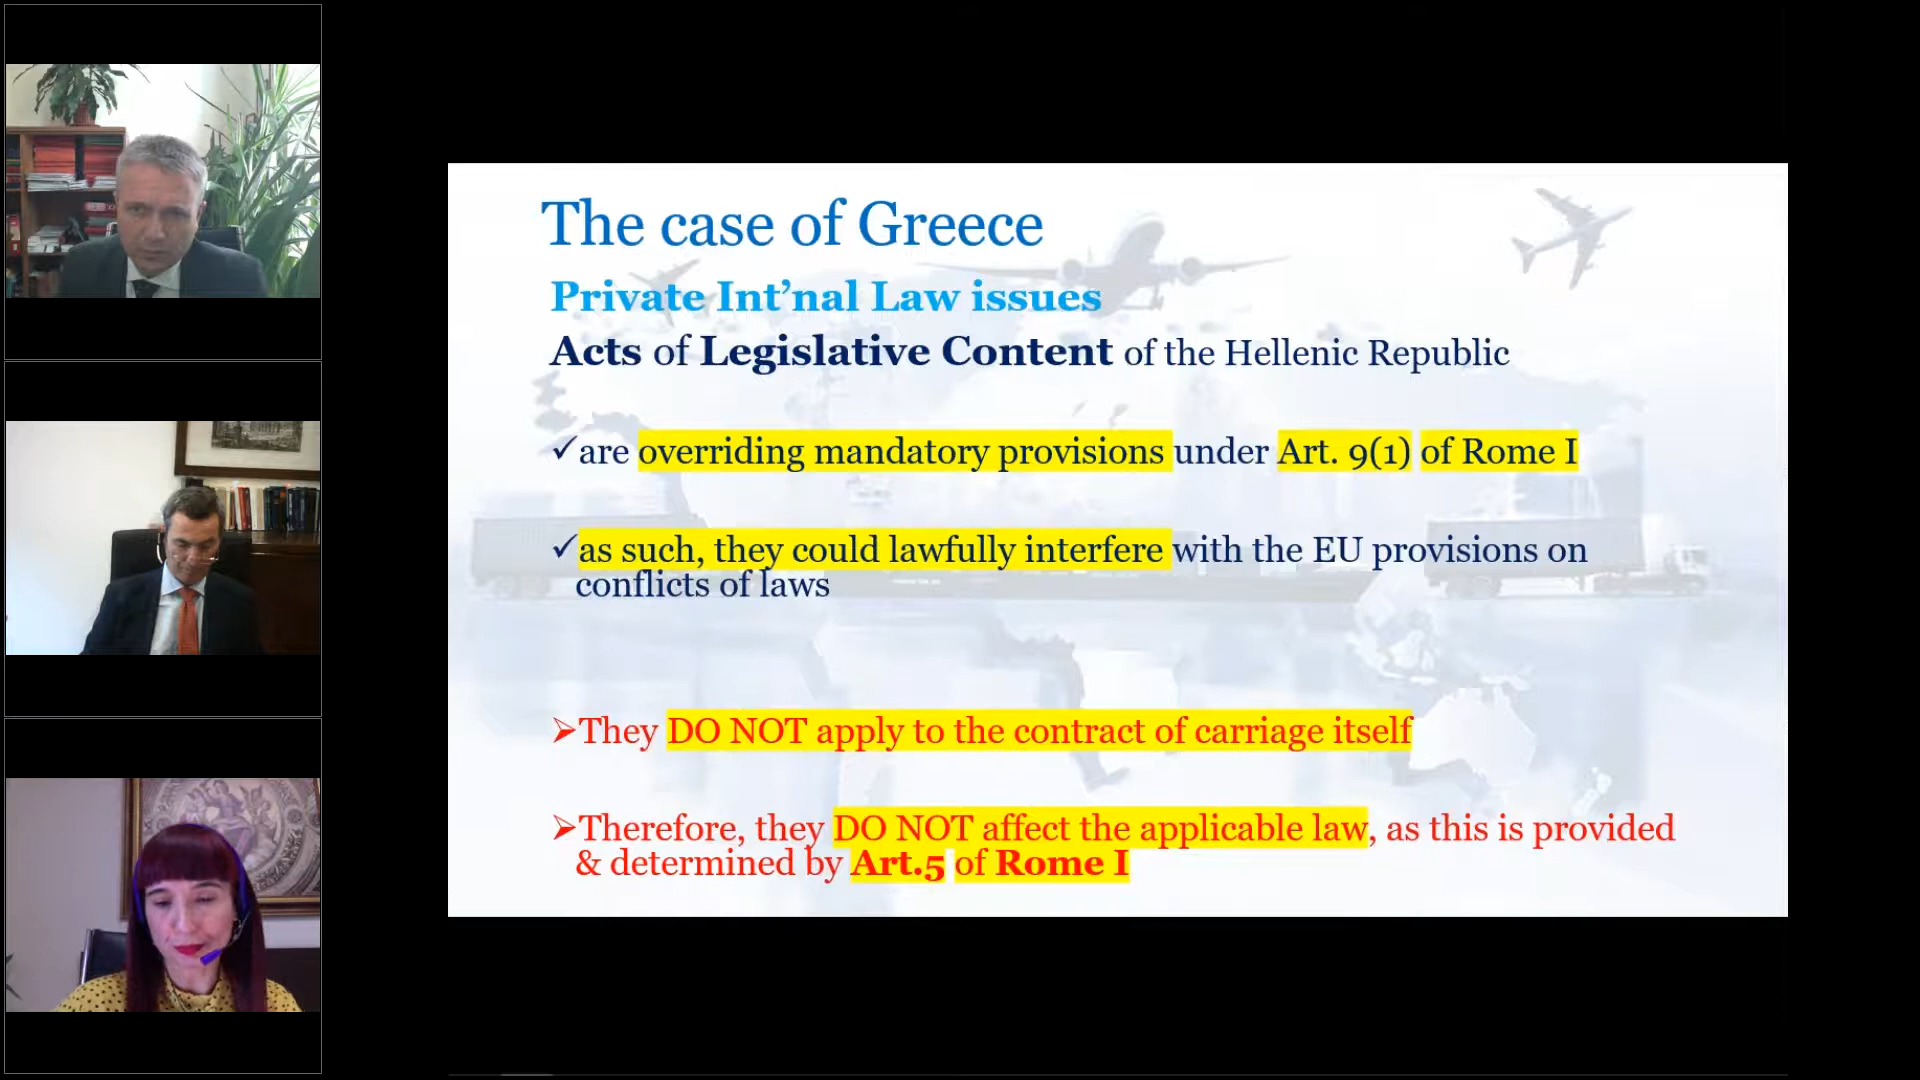 The case of Greece
Private Int’nal Law issues
Acts of Legislative Content of the Hellenic Republic
✓are overriding mandatory provisions under Art. 9(1) of Rome I
✓as such, they could lawfully interfere with the EU provisions on
conflicts of laws
➢They DO NOT apply to the contract of carriage itself
➢Therefore, they DO NOT affect the applicable law, as this is provided
& determined by Art.5 of Rome I